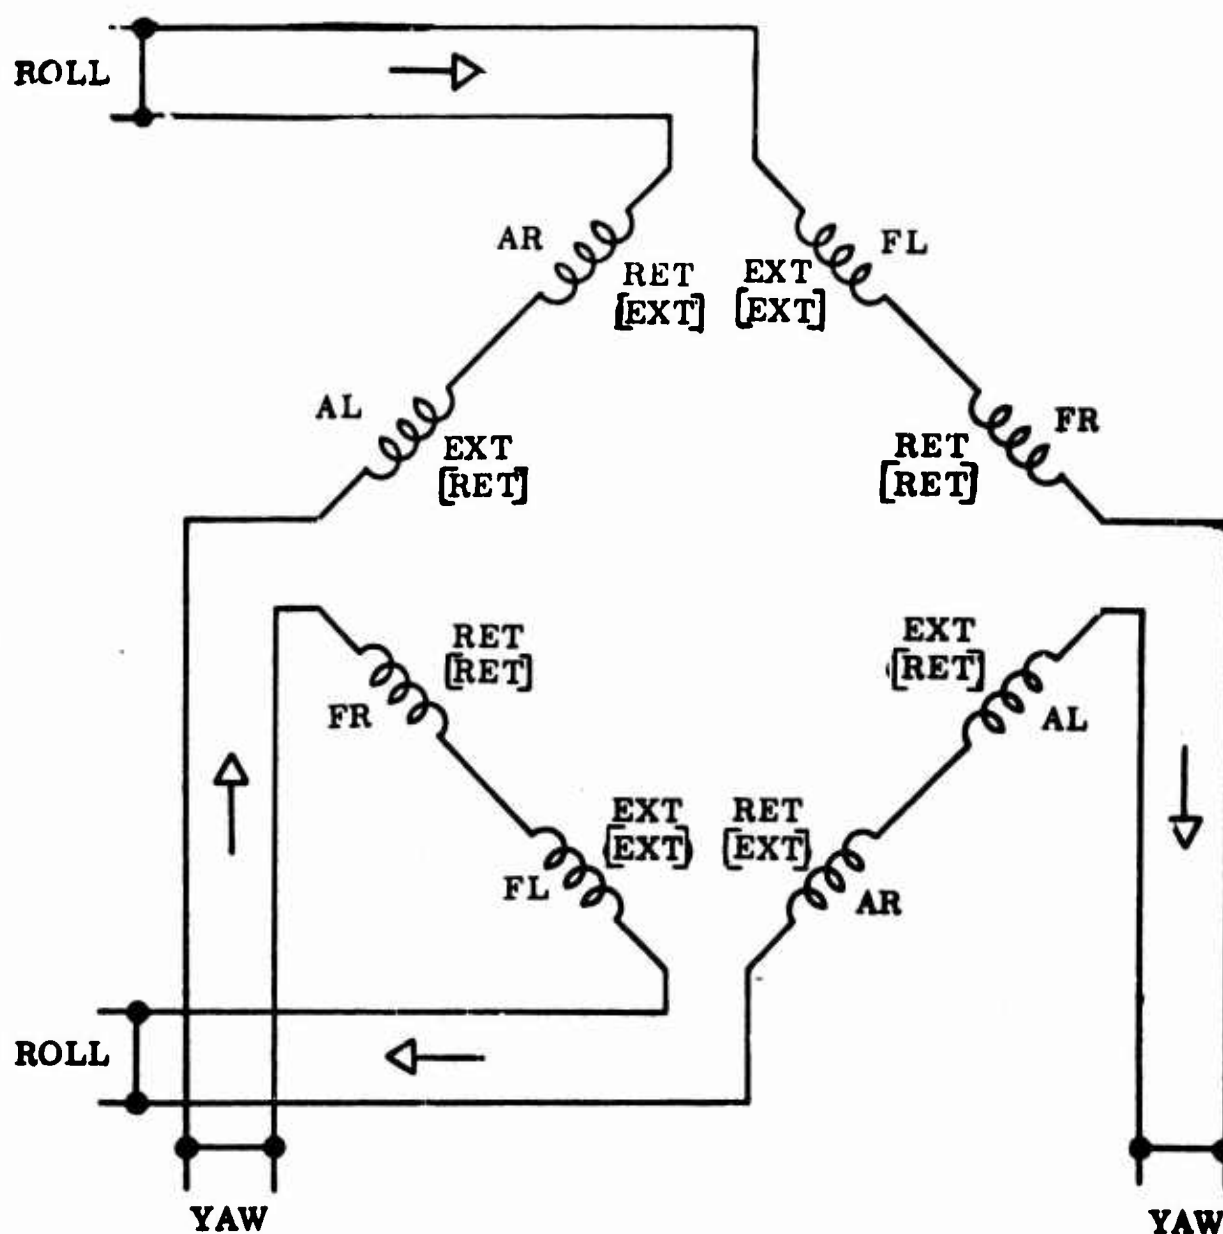 ROLL
AR
FL
RET
[EXT]
EXT
[EXT]
AL
EXT
[RET]
FR
RET
[RET]
RET
[RET]
FR
EXT
[RET]
AL
EXT
[EXT]
FL
RET
[EXT]
AR
ROLL
YAW
YAW